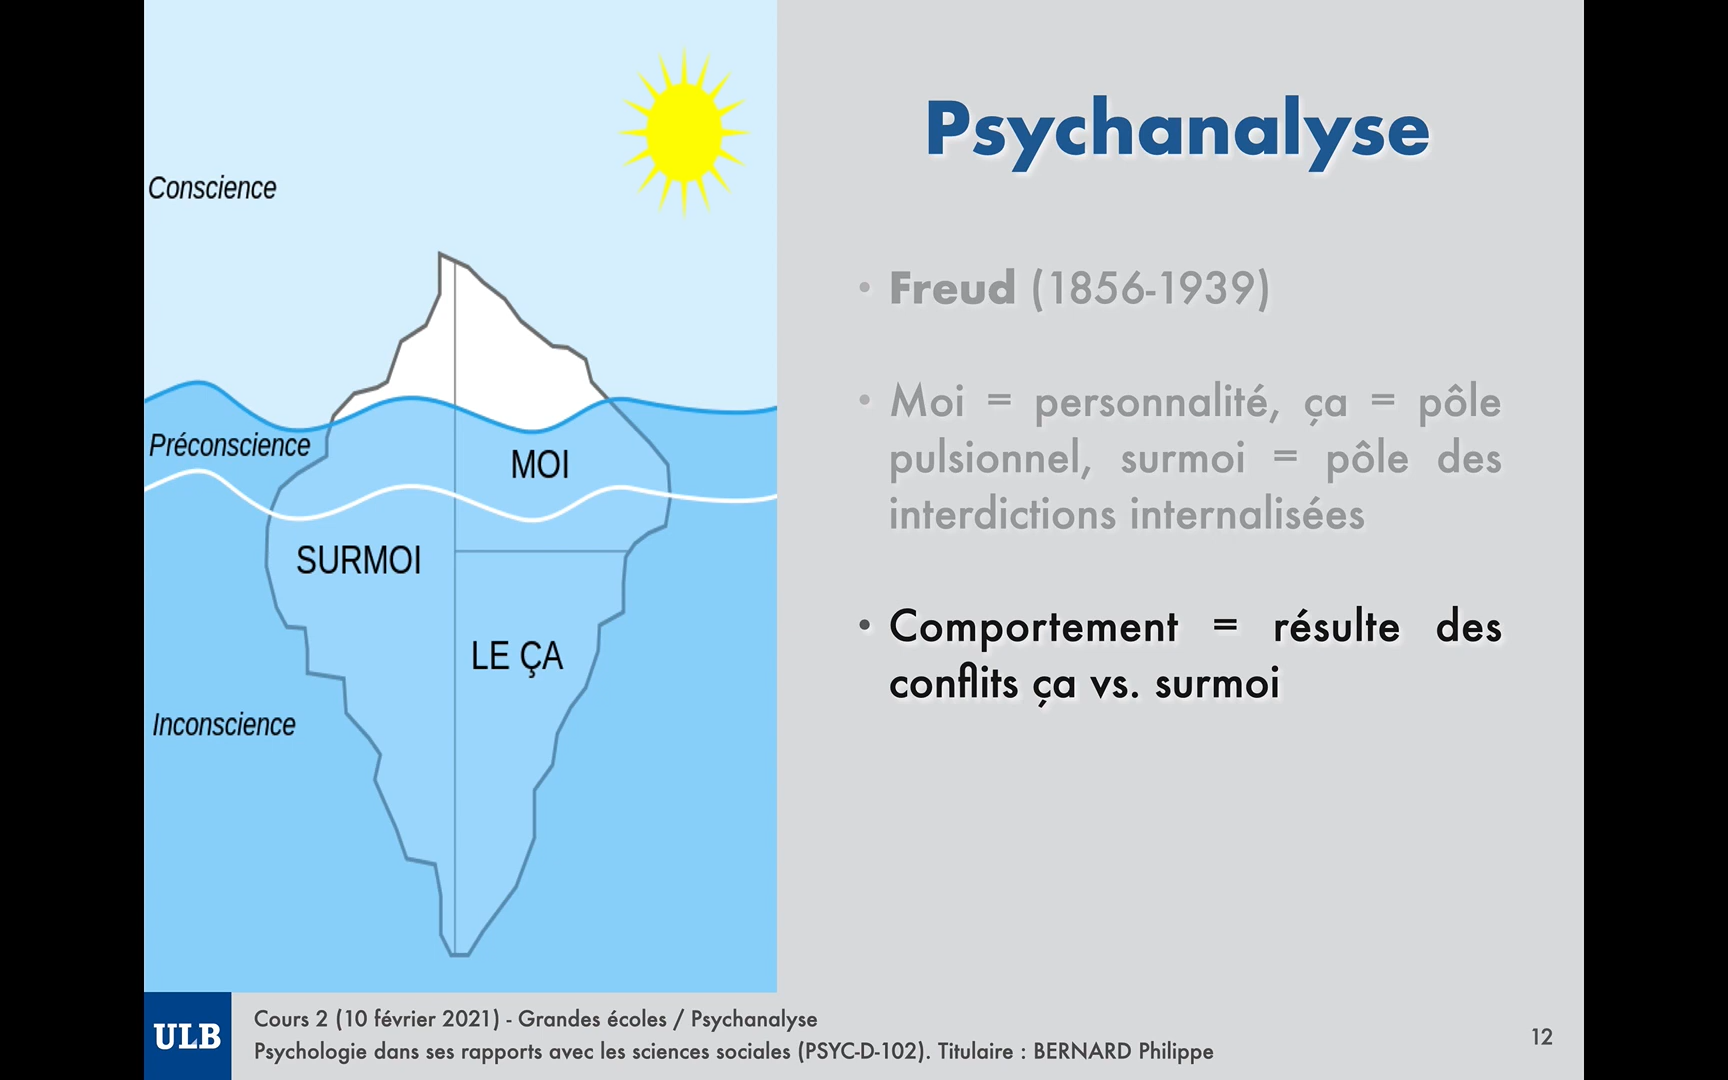 Conscience
Préconscience
MOI
SURMOI
LE ÇA
Inconscience
Psychanalyse
• Freud (1856-1939)
• Moi = personnalité, ça = pôle
pulsionnel, surmoi = pôle des
interdictions internalisées
• Comportement = résulte des
conflits ça vs. surmoi
ULB
Cours 2 (10 février 2021) - Grandes écoles / Psychanalyse
Psychologie dans ses rapports avec les sciences sociales (PSYC-D-102). Titulaire : BERNARD Philippe
12